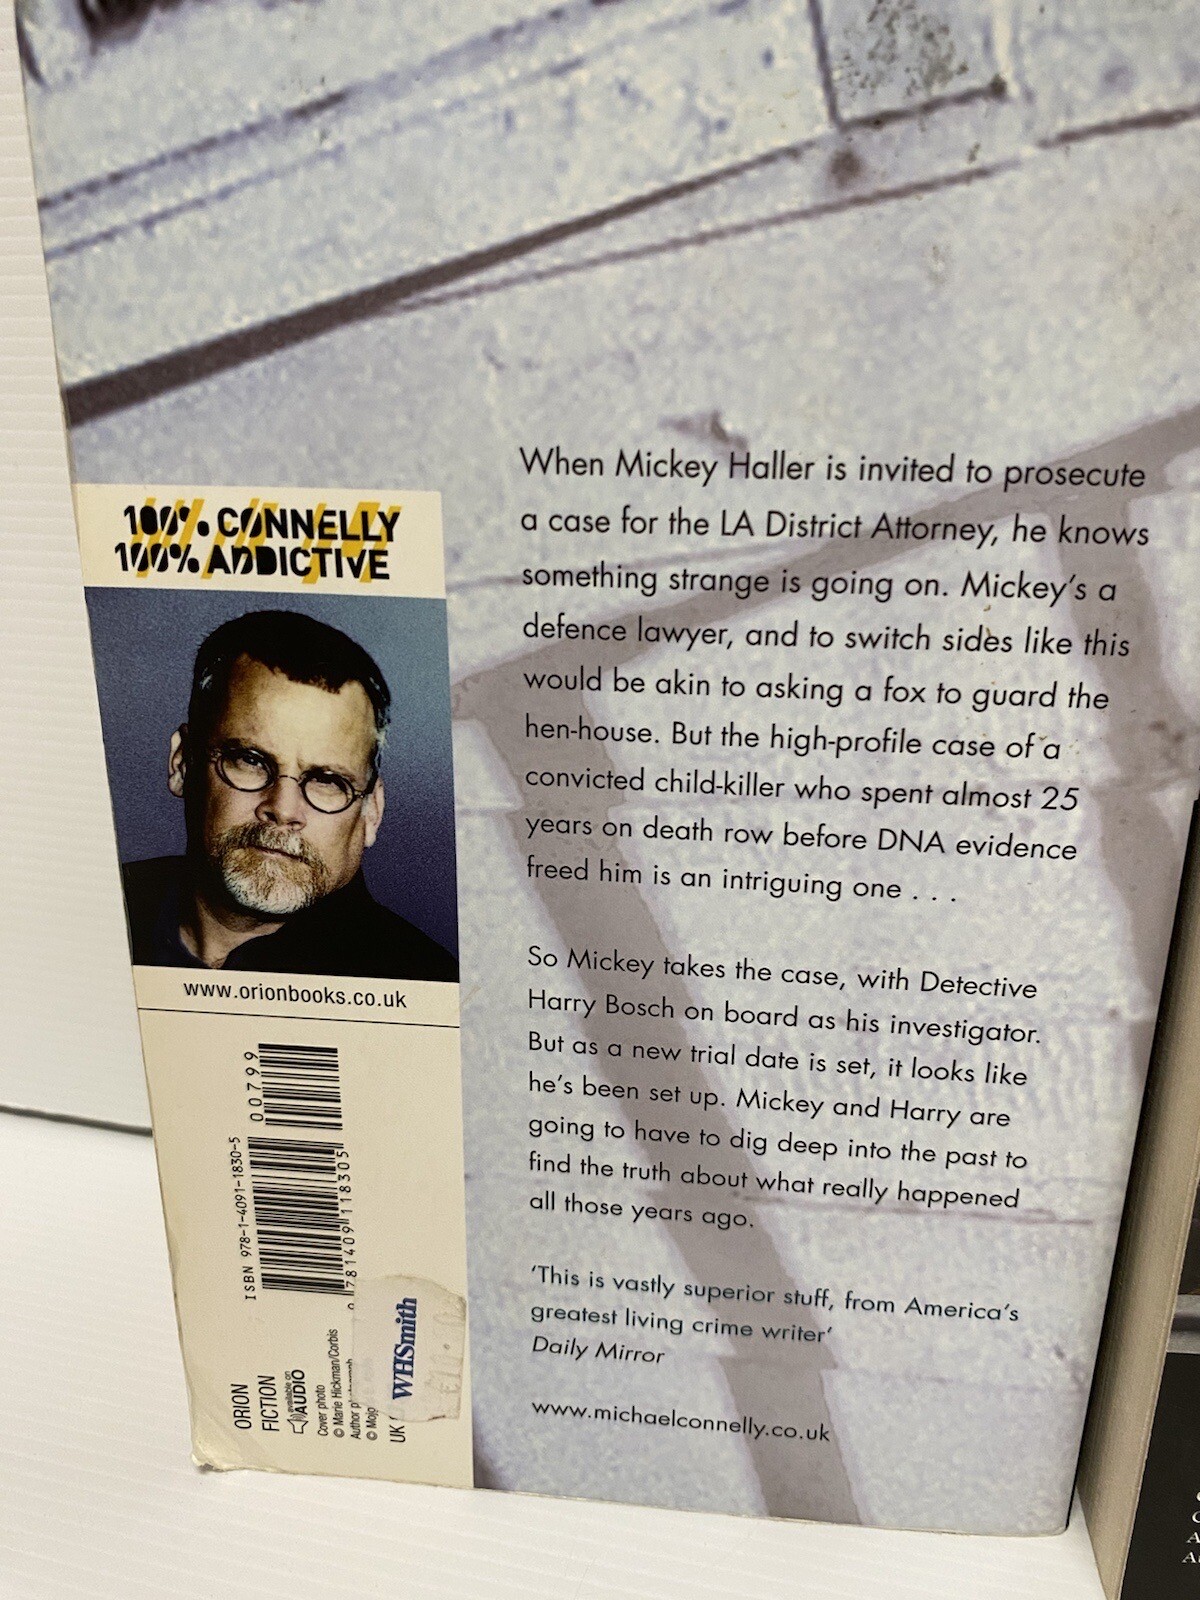 When Mickey Haller is invited to prosecute
a case for the LA District Attorney, he knows
something strange is going on. Mickey's a
defence lawyer, and to switch sides like this
would be akin to asking a fox to guard the
hen-house. But the high-profile case of a
convicted child-killer who spent almost 25
years on death row before DNA evidence
freed him is an intriguing one . . .
So Mickey takes the case, with Detective
Harry Bosch on board as his investigator.
But as a new trial date is set, it looks like
he's been set up. Mickey and Harry are
going to have to dig deep into the past to
find the truth about what really happened
all those years ago.
'This is vastly superior stuff, from America's
greatest living crime writer'
Daily Mirror
www.michaelconnelly.co.uk
100% CONNELLY
100% ADDICTIVE
www.orionbooks.co.uk
00799
ISBN 978-1-4091-1830-5
9 781409 118305
ORION
FICTION
available on
AUDIO
Cover photo
© Marie Hickman/Corbis
Author
© Mojo
UK
WHSmith